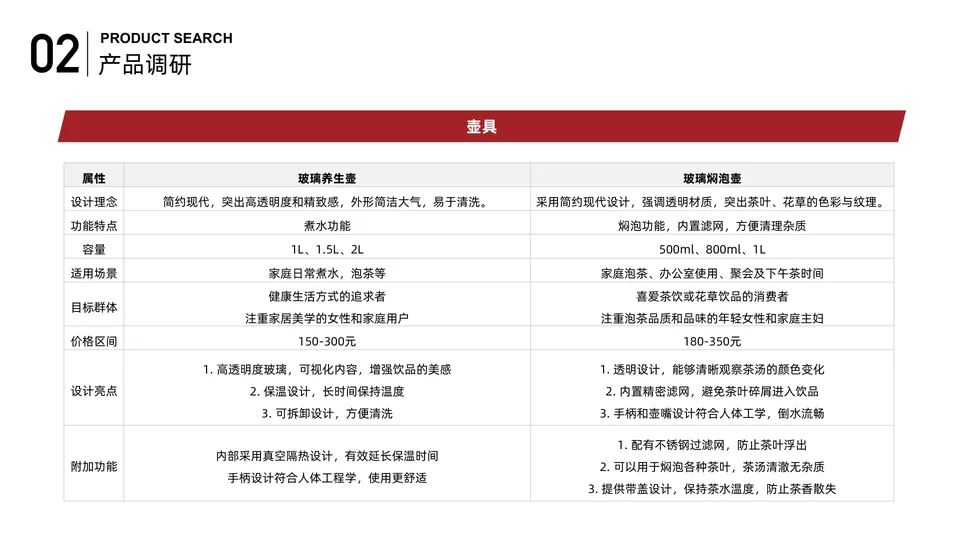 02
PRODUCT SEARCH
产品调研
壶具
属性 玻璃养生壶 玻璃焖泡壶
设计理念 简约现代，突出高透明度和精致感，外形简洁大气，易于清洗。 采用简约现代设计，强调透明材质，突出茶叶、花草的色彩与纹理。
功能特点 煮水功能 焖泡功能，内置滤网，方便清理杂质
容量 1L、1.5L、2L 500ml、800ml、1L
适用场景 家庭日常煮水，泡茶等 家庭泡茶、办公室使用、聚会及下午茶时间
目标群体
健康生活方式的追求者
注重家居美学的女性和家庭用户
喜爱茶饮或花草饮品的消费者
注重泡茶品质和品味的年轻女性和家庭主妇
价格区间 150-300元 180-350元
设计亮点
1. 高透明度玻璃，可视化内容，增强饮品的美感
2. 保温设计，长时间保持温度
3. 可拆卸设计，方便清洗
1. 透明设计，能够清晰观察茶汤的颜色变化
2. 内置精密滤网，避免茶叶碎屑进入饮品
3. 手柄和壶嘴设计符合人体工学，倒水流畅
附加功能
内部采用真空隔热设计，有效延长保温时间
手柄设计符合人体工程学，使用更舒适
1. 配有不锈钢过滤网，防止茶叶浮出
2. 可以用于焖泡各种茶叶，茶汤清澈无杂质
3. 提供带盖设计，保持茶水温度，防止茶香散失